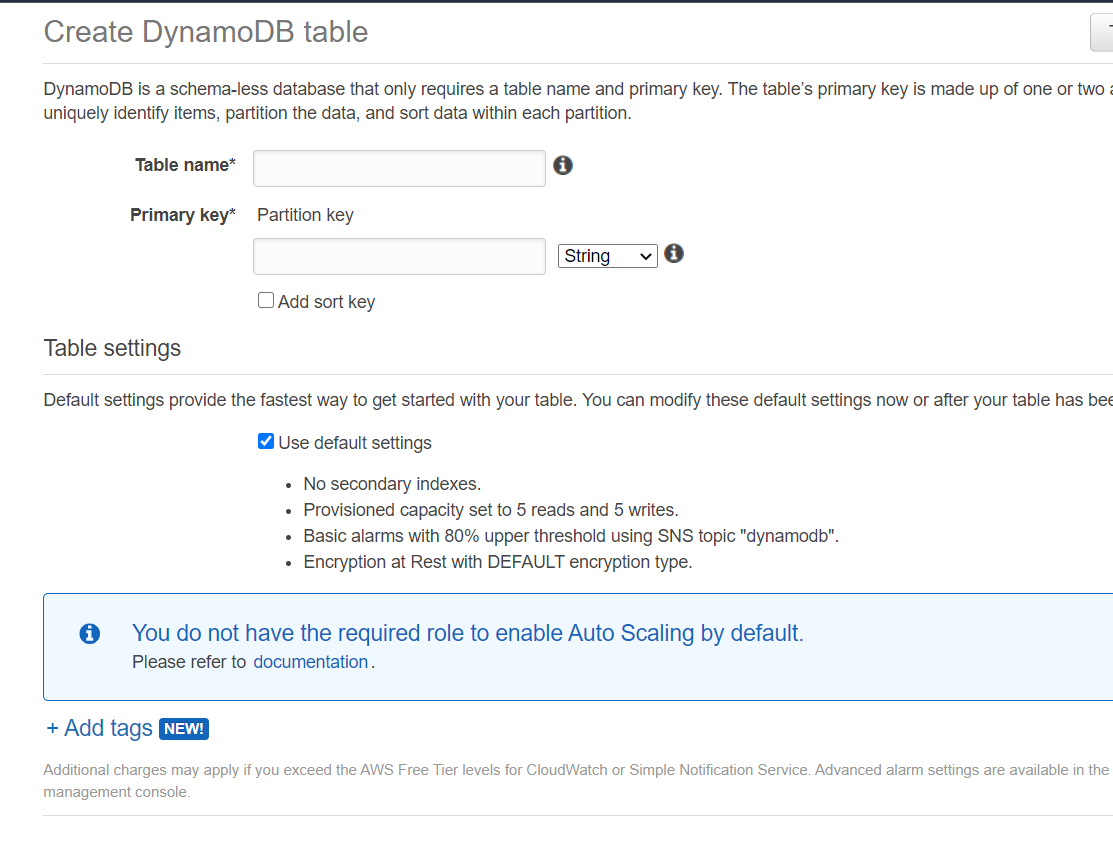 Create DynamoDB table
DynamoDB is a schema-less database that only requires a table name and primary key. The table's primary key is made up of one or two
uniquely identify items, partition the data, and sort data within each partition.
Table name*
Primary key* Partition key
String
Add sort key
Table settings
Default settings provide the fastest way to get started with your table. You can modify these default settings now or after your table has
Use default settings
• No secondary indexes.
• Provisioned capacity set to 5 reads and 5 writes.
• Basic alarms with 80% upper threshold using SNS topic "dynamodb".
• Encryption at Rest with DEFAULT encryption type.
You do not have the required role to enable Auto Scaling by default.
Please refer to documentation.
+ Add tags NEW!
Additional charges may apply if you exceed the AWS Free Tier levels for CloudWatch or Simple Notification Service. Advanced alarm settings are available in the
management console.